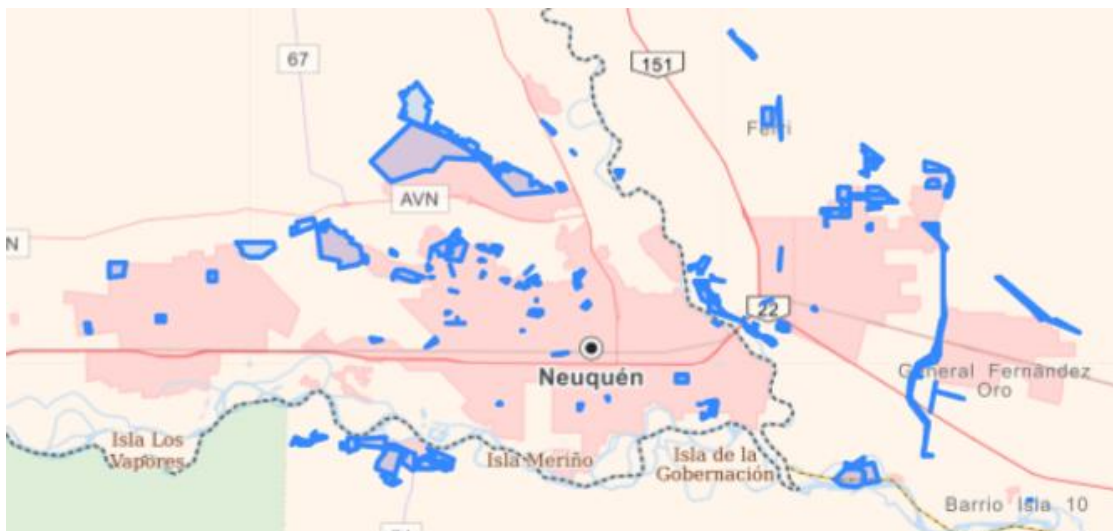 67
151
Ferri
AVN
N
22
Neuquén
General Fernández
Oro
Isla Los
Vapores
Isla Meriño
Isla de la
Gobernación
Barrio Isla 10